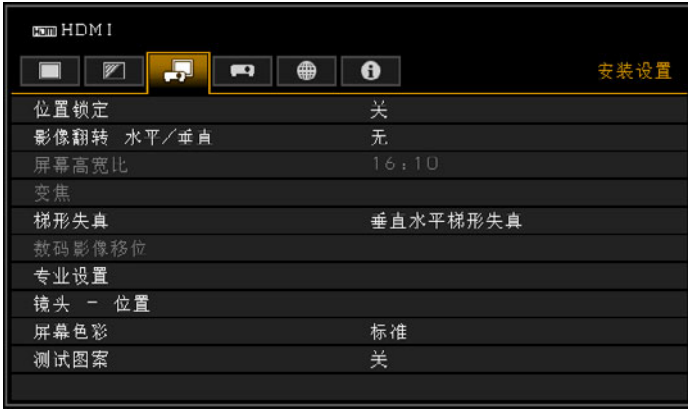 HDMI HDMI
安装设置
位置锁定 关
影像翻转 水平/垂直 无
屏幕高宽比 16:10
变焦
梯形失真 垂直水平梯形失真
数码影像移位
专业设置
镜头 - 位置
屏幕色彩 标准
测试图案 关